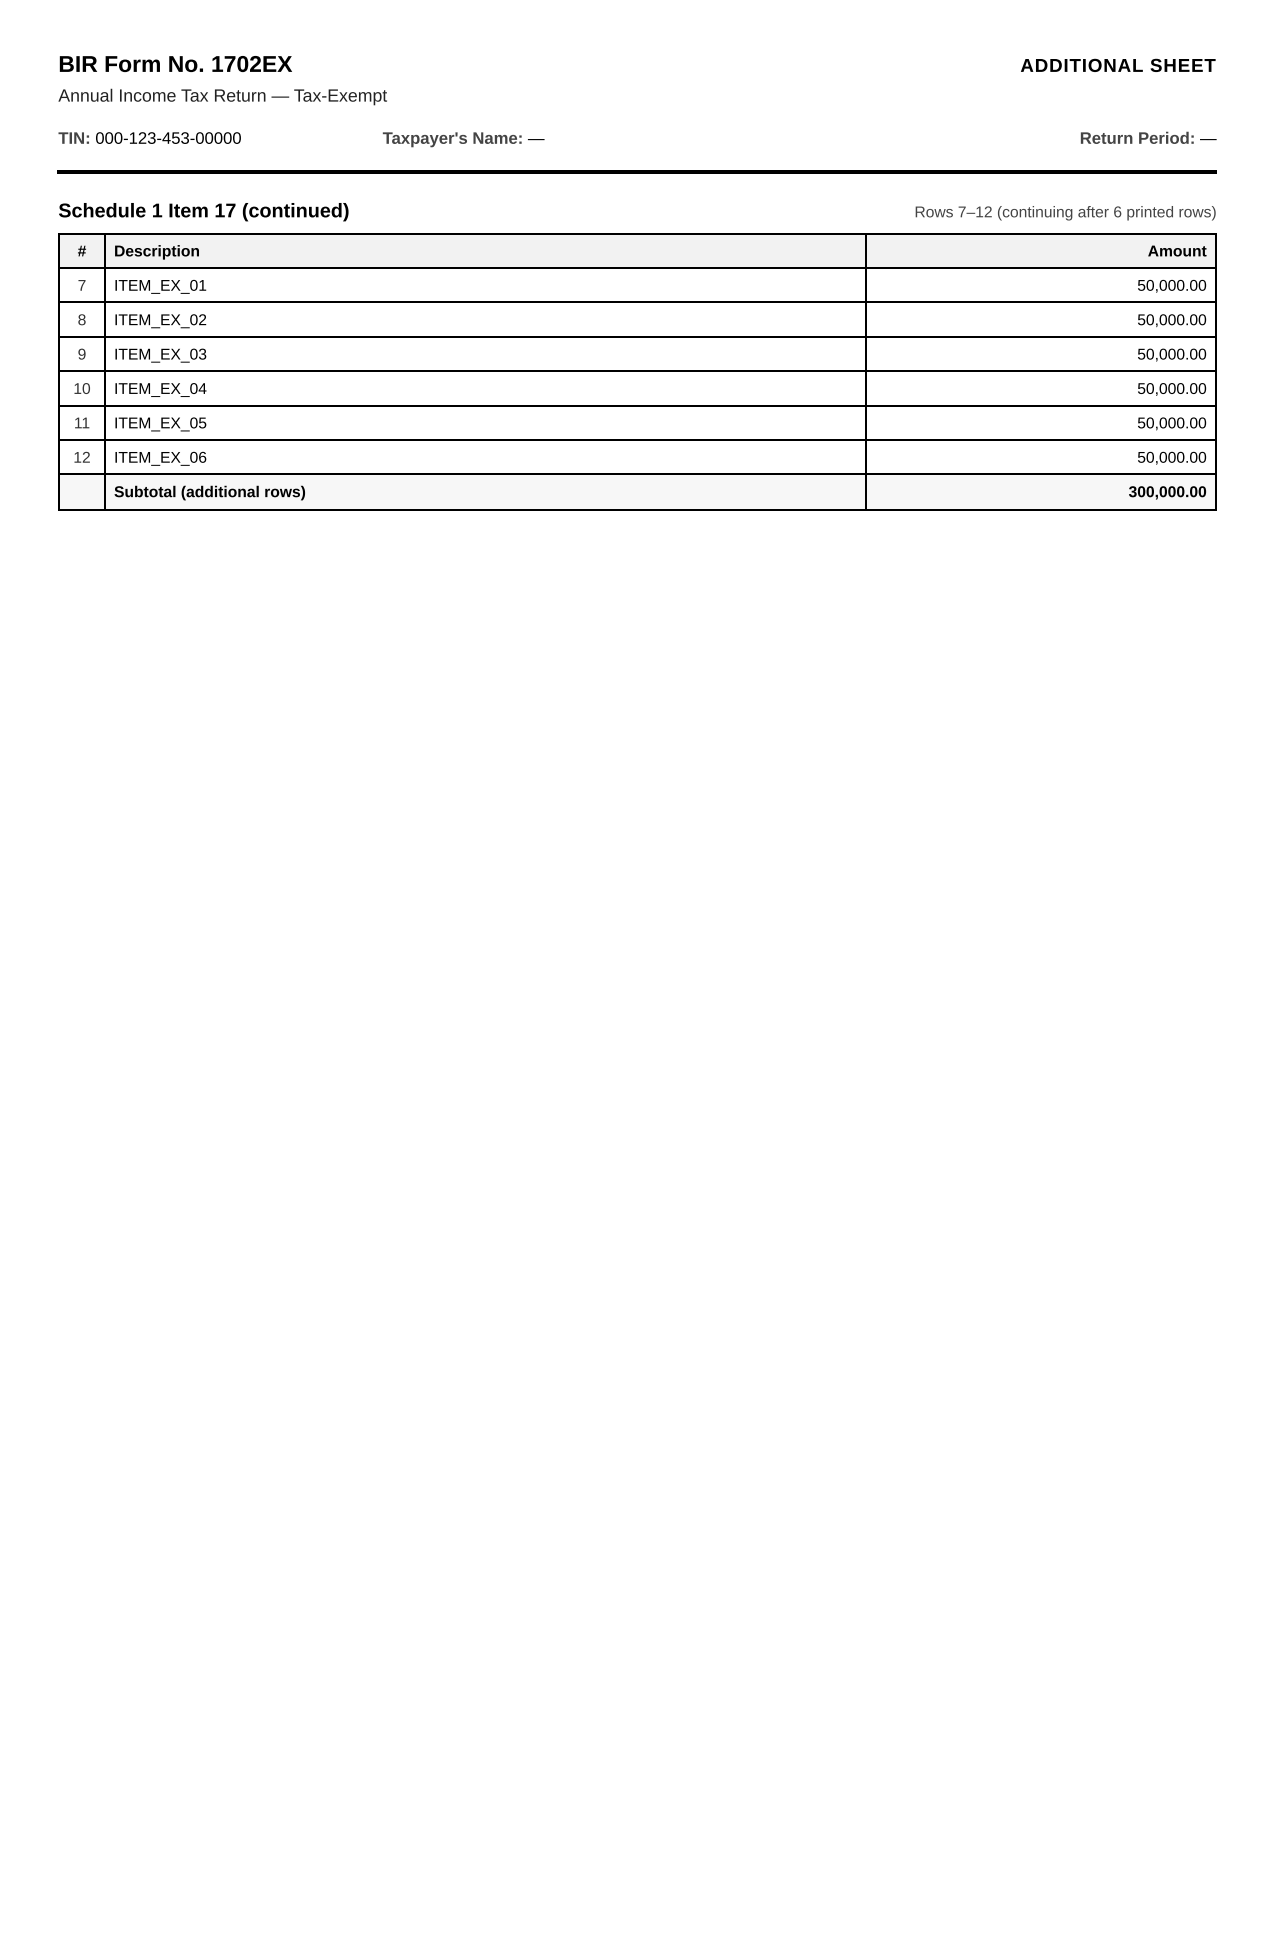 BIR Form No. 1702EX
ADDITIONAL SHEET
Annual Income Tax Return — Tax-Exempt
TIN: 000-123-453-00000 Taxpayer's Name: — Return Period: —
Schedule 1 Item 17 (continued)
Rows 7–12 (continuing after 6 printed rows)
# Description Amount
7 ITEM_EX_01 50,000.00
8 ITEM_EX_02 50,000.00
9 ITEM_EX_03 50,000.00
10 ITEM_EX_04 50,000.00
11 ITEM_EX_05 50,000.00
12 ITEM_EX_06 50,000.00
Subtotal (additional rows) 300,000.00